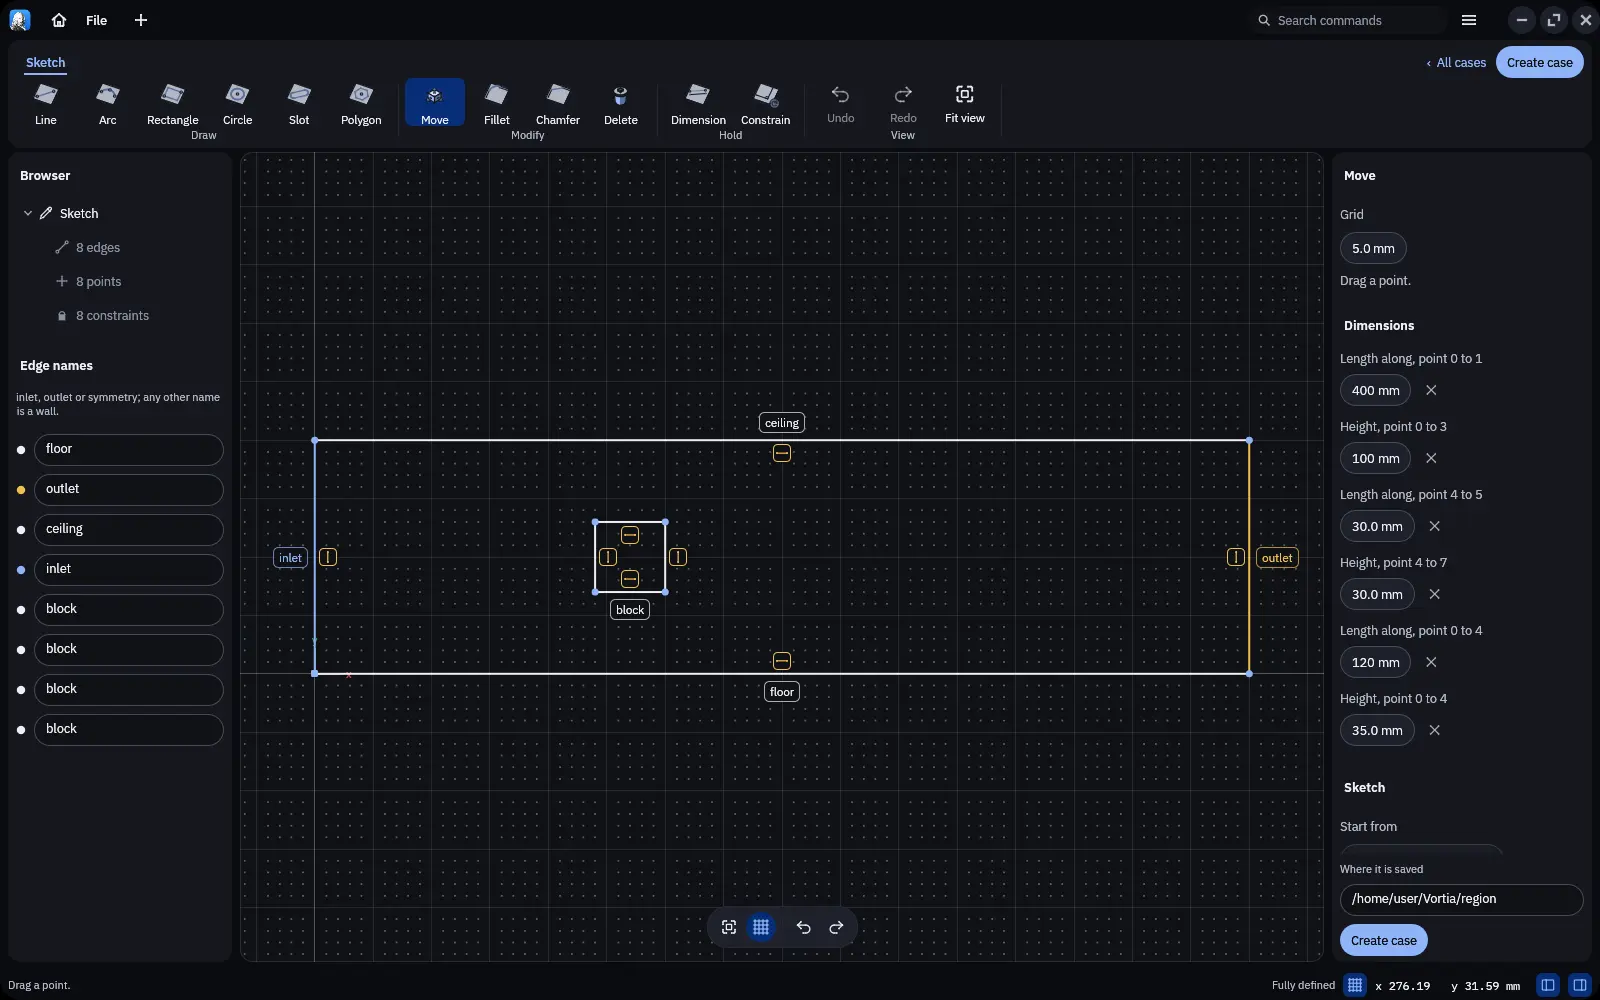 File
Search commands
Sketch
‹ All cases
Create case
Line
Arc
Rectangle
Circle
Slot
Polygon
Move
Fillet
Chamfer
Delete
Dimension
Constrain
Undo
Redo
Fit view
Draw
Modify
Hold
View
Browser
Sketch
8 edges
8 points
8 constraints
Edge names
inlet, outlet or symmetry; any other name
is a wall.
floor
outlet
ceiling
inlet
block
block
block
block
ceiling
inlet
outlet
block
floor
x
Move
Grid
5.0 mm
Drag a point.
Dimensions
Length along, point 0 to 1
400 mm
Height, point 0 to 3
100 mm
Length along, point 4 to 5
30.0 mm
Height, point 4 to 7
30.0 mm
Length along, point 0 to 4
120 mm
Height, point 0 to 4
35.0 mm
Sketch
Start from
Where it is saved
/home/user/Vortia/region
Create case
Drag a point.
Fully defined
x 276.19 y 31.59 mm